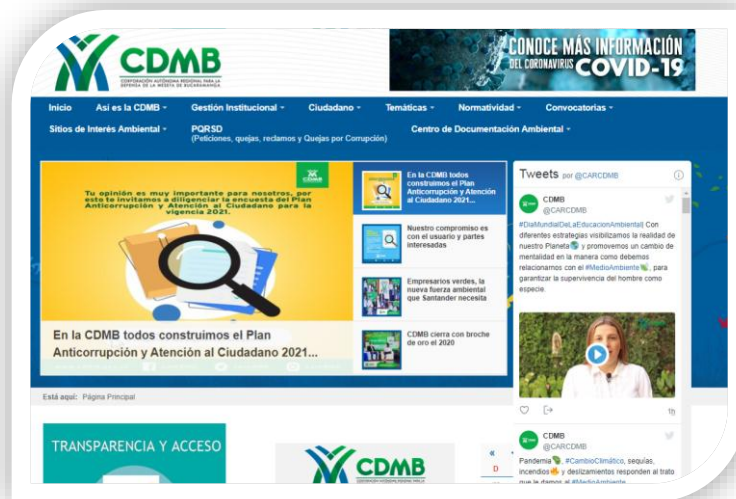 CDMB
CORPORACIÓN AUTÓNOMA REGIONAL PARA LA
DEFENSA DE LA MESETA DE BUCARAMANGA
CONOCE MÁS INFORMACIÓN
DEL CORONAVIRUS COVID-19
Inicio Así es la CDMB Gestión Institucional Ciudadano Temáticas Normatividad Convocatorias
Sitios de Interés Ambiental PQRSD Centro de Documentación Ambiental
(Peticiones, quejas, reclamos y Quejas por Corrupción)
Tu opinión es muy importante para nosotros, por
esto te invitamos a diligenciar la encuesta del Plan
Anticorrupción y Atención al Ciudadano para la
vigencia 2021.
En la CDMB todos construimos el Plan
Anticorrupción y Atención al Ciudadano 2021...
En la CDMB todos
construimos el Plan
Anticorrupción y Atención
al Ciudadano 2021...
Nuestro compromiso es
con el usuario y partes
interesadas
Empresarios verdes, la
nueva fuerza ambiental
que Santander necesita
CDMB cierra con broche
de oro el 2020
Tweets por @CARCDMB
CDMB
@CARCDMB
#DiaMundialDeLaEducacionAmbiental| Con
diferentes estrategias visibilizamos la realidad de
nuestro Planeta y promovemos un cambio de
mentalidad en la manera como debemos
relacionarnos con el #MedioAmbiente, para
garantizar la supervivencia del hombre como
especie.
1h
CDMB
@CARCDMB
Pandemia, #CambioClimático, sequías,
incendios y deslizamientos responden al trato
que le damos al #MedioAmbiente
Está aquí: Página Principal
TRANSPARENCIA Y ACCESO
CDMB
«
D